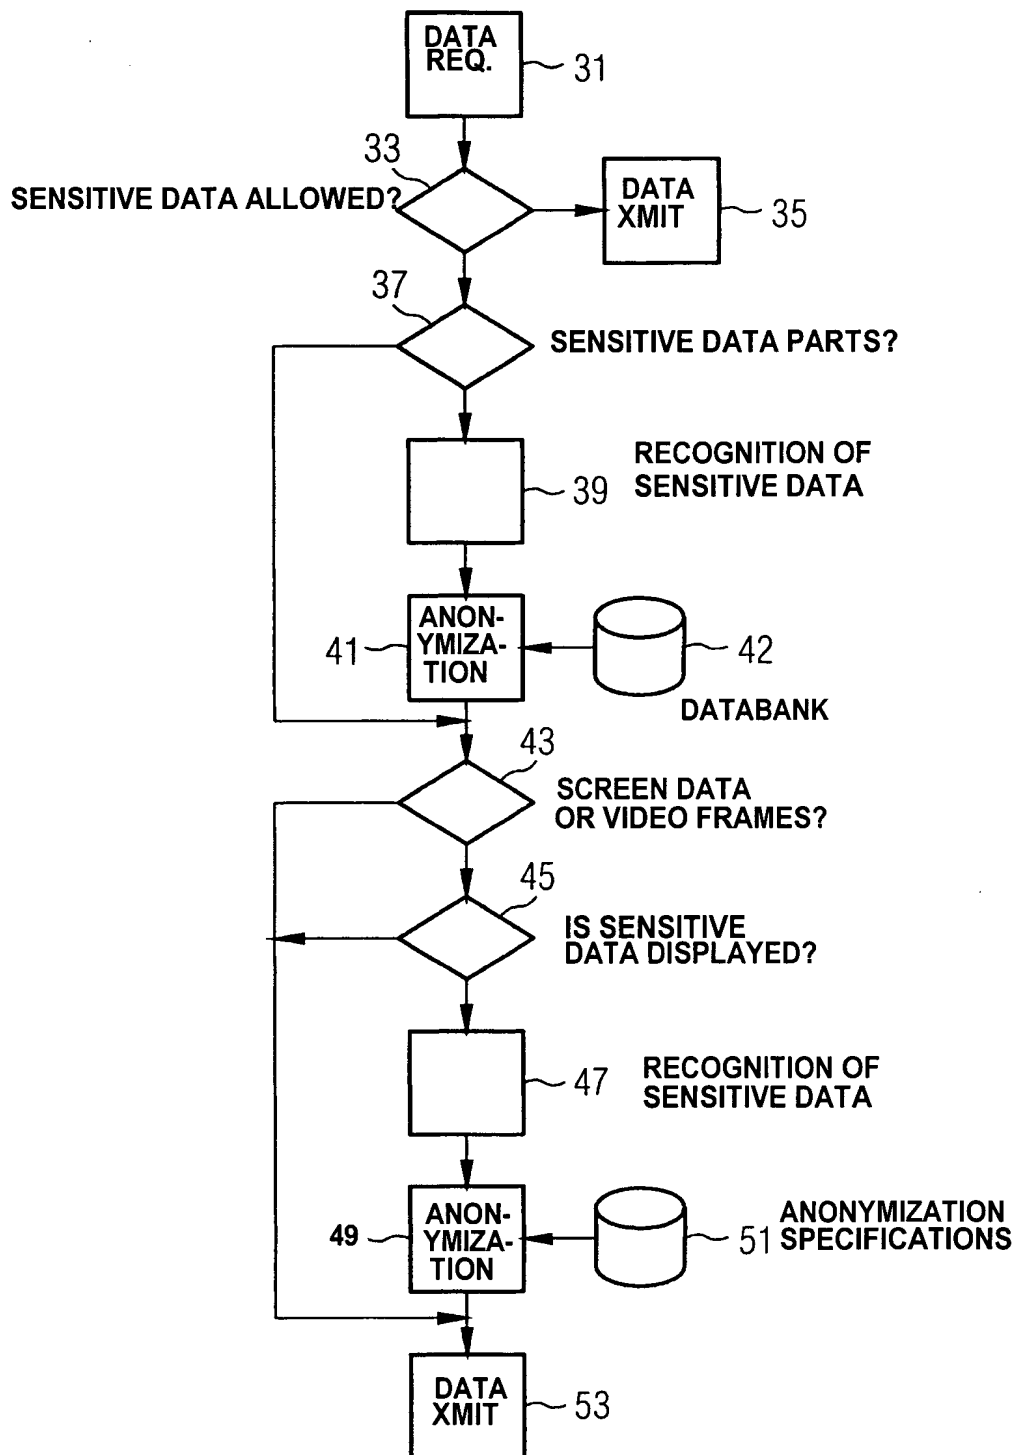 DATA
REQ.
31
33
SENSITIVE DATA ALLOWED?
DATA
XMIT
35
37
SENSITIVE DATA PARTS?
RECOGNITION OF
SENSITIVE DATA
39
ANON-
YMIZA-
TION
41
42
DATABANK
43
SCREEN DATA
OR VIDEO FRAMES?
45
IS SENSITIVE
DATA DISPLAYED?
47
RECOGNITION OF
SENSITIVE DATA
49
ANON-
YMIZA-
TION
51
ANONYMIZATION
SPECIFICATIONS
DATA
XMIT
53